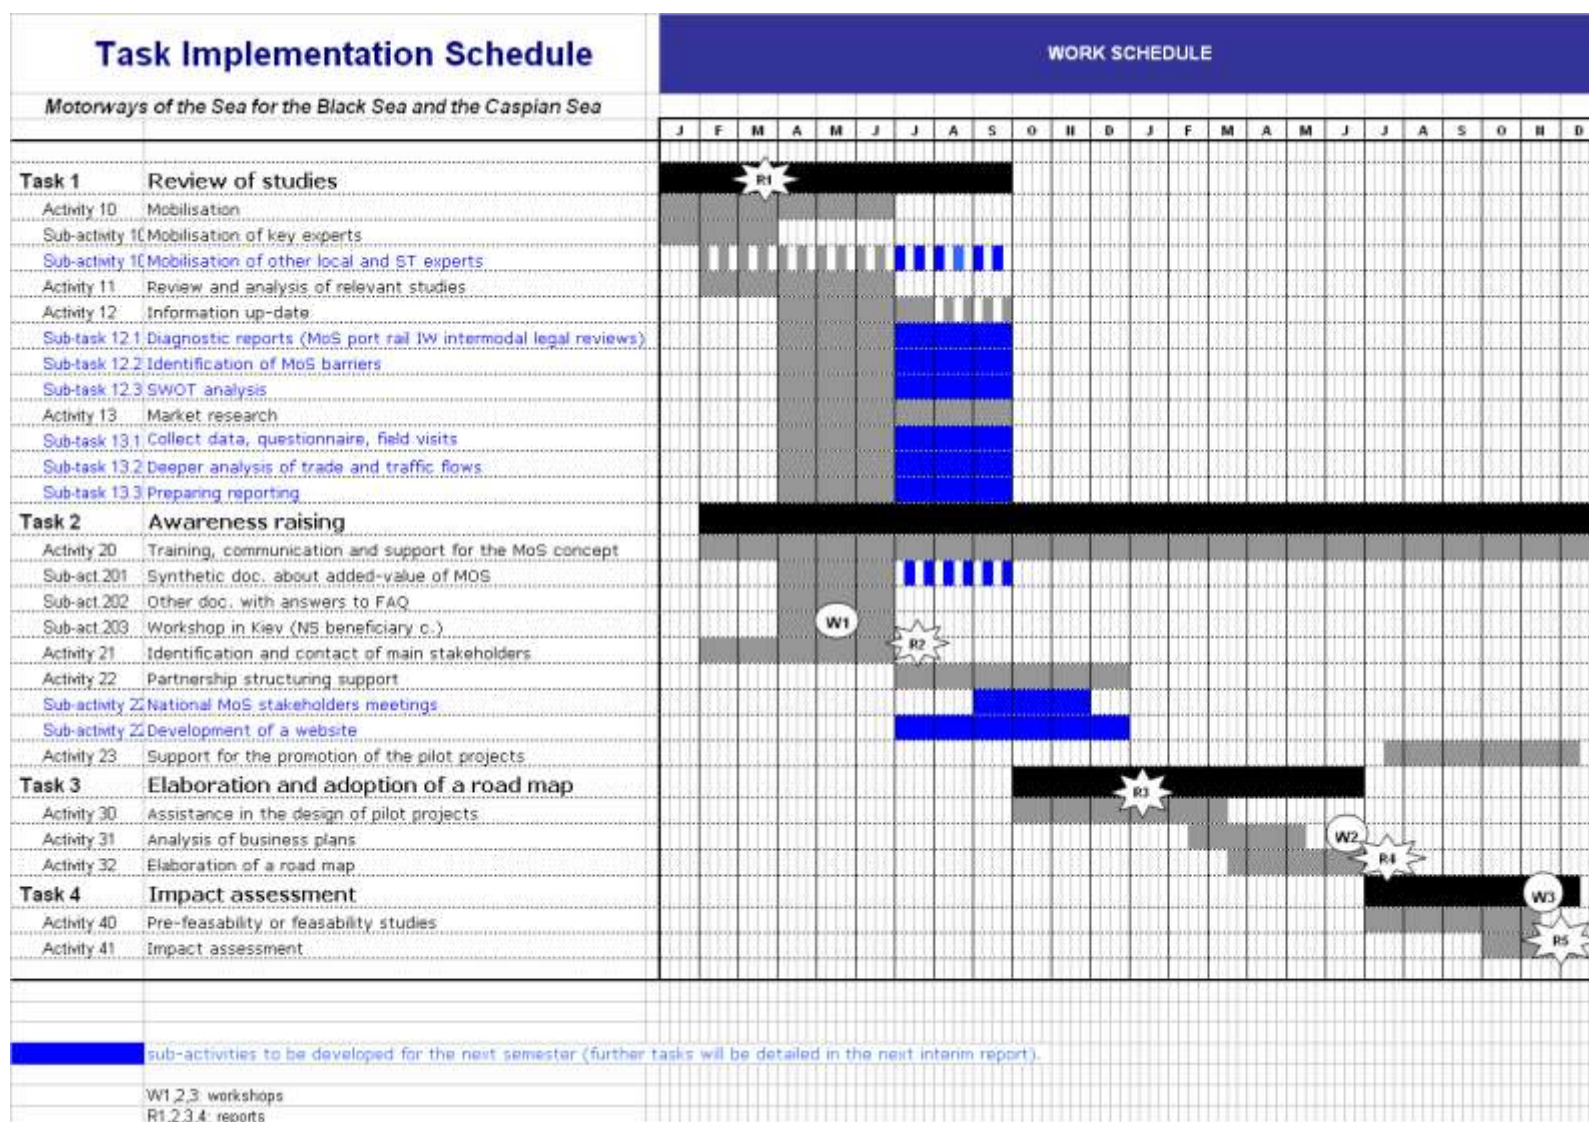 Task Implementation Schedule
WORK SCHEDULE
Motorways of the Sea for the Black Sea and the Caspian Sea
J F M A M J J A S O N D J F M A M J J A S O N D
Task 1 Review of studies
R1
Activity 10 Mobilisation
Sub-activity 10 Mobilisation of key experts
Sub-activity 10 Mobilisation of other local and ST experts
Activity 11 Review and analysis of relevant studies
Activity 12 Information up-date
Sub-task 12.1 Diagnostic reports (MoS port rail IW intermodal legal reviews)
Sub-task 12.2 Identification of MoS barriers
Sub-task 12.3 SWOT analysis
Activity 13 Market research
Sub-task 13.1 Collect data, questionnaire, field visits
Sub-task 13.2 Deeper analysis of trade and traffic flows
Sub-task 13.3 Preparing reporting
Task 2 Awareness raising
Activity 20 Training, communication and support for the MoS concept
Sub-act.201 Synthetic doc. about added-value of MOS
Sub-act.202 Other doc. with answers to FAQ
Sub-act.203 Workshop in Kiev (NS beneficiary c.)
W1
Activity 21 Identification and contact of main stakeholders
R2
Activity 22 Partnership structuring support
Sub-activity 22 National MoS stakeholders meetings
Sub-activity 22 Development of a website
Activity 23 Support for the promotion of the pilot projects
Task 3 Elaboration and adoption of a road map
R3
Activity 30 Assistance in the design of pilot projects
Activity 31 Analysis of business plans
W2
Activity 32 Elaboration of a road map
R4
Task 4 Impact assessment
W3
Activity 40 Pre-feasability or feasability studies
Activity 41 Impact assessment
R5
sub-activities to be developed for the next semester (further tasks will be detailed in the next interim report).
W1,2,3: workshops
R1,2,3,4: reports